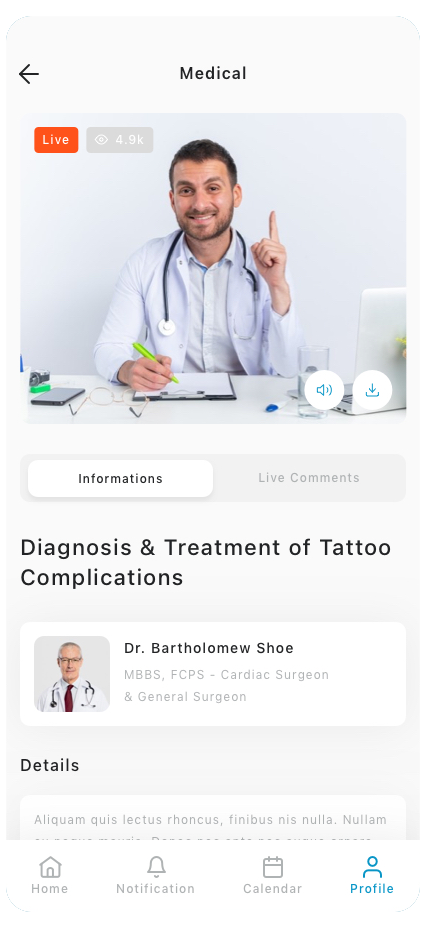 Medical
Live 4.9k
Informations Live Comments
Diagnosis & Treatment of Tattoo
Complications
Dr. Bartholomew Shoe
MBBS, FCPS - Cardiac Surgeon
& General Surgeon
Details
Aliquam quis lectus rhoncus, finibus nis nulla. Nullam
Home Notification Calendar Profile